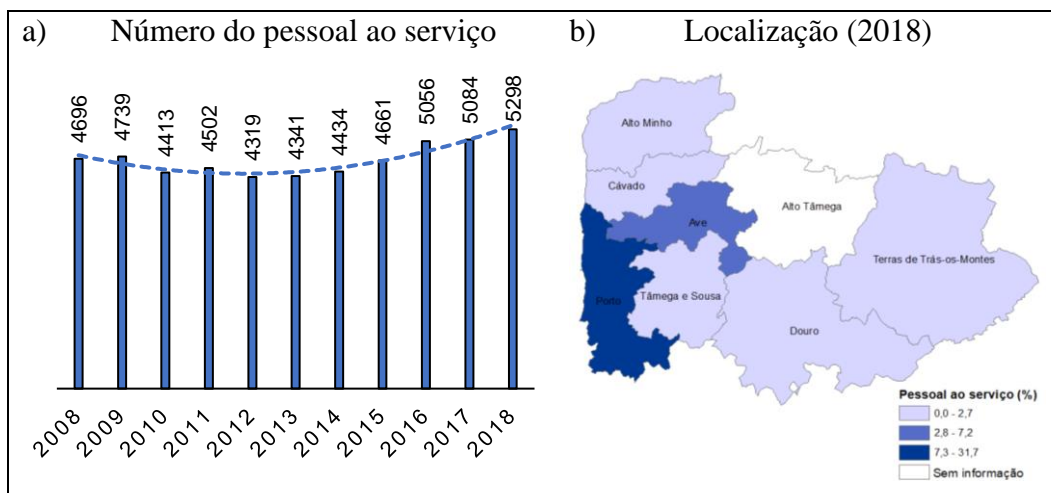 a) Número do pessoal ao serviço
4696
4739
4413
4502
4319
4341
4434
4661
5056
5084
5298
2008
2009
2010
2011
2012
2013
2014
2015
2016
2017
2018
b) Localização (2018)
Alto Minho
Cávado
Alto Tâmega
Ave
Terras de Trás-os-Montes
Porto
Tâmega e Sousa
Douro
Pessoal ao serviço (%)
0,0 - 2,7
2,8 - 7,2
7,3 - 31,7
Sem informação